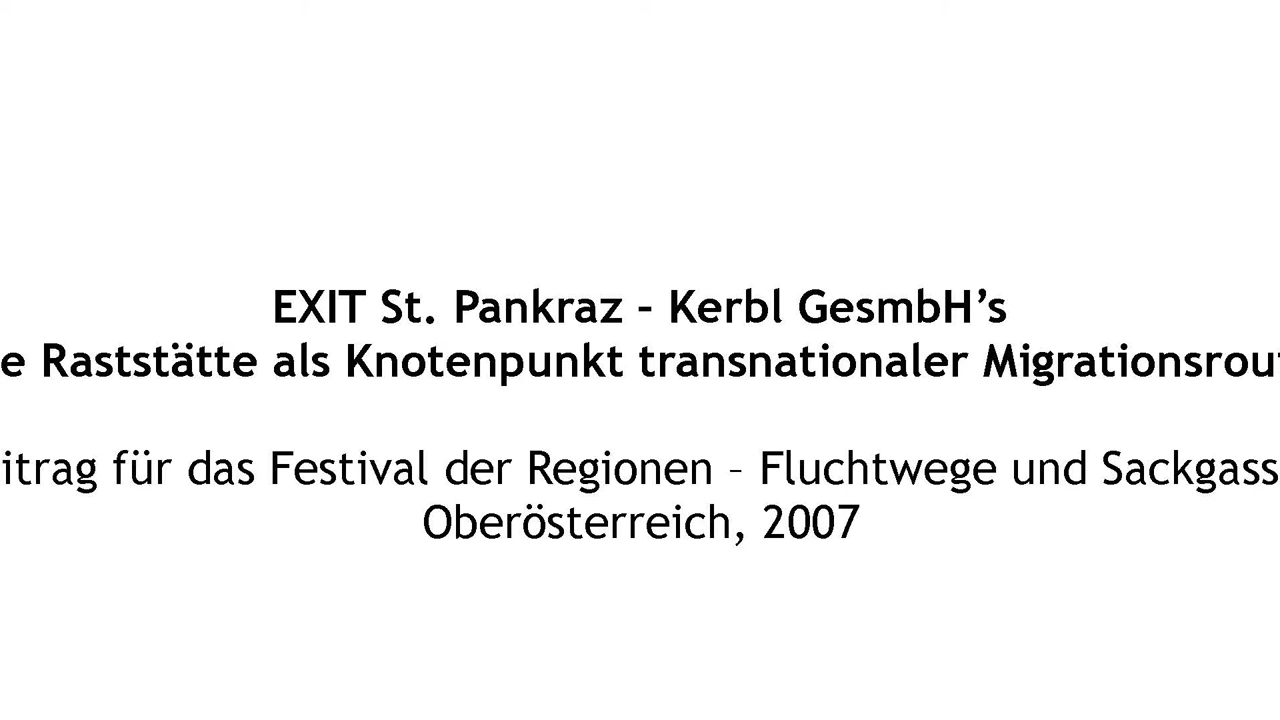 EXIT St. Pankraz – Kerbl GesmbH’s
e Raststätte als Knotenpunkt transnationaler Migrationsrou
itrag für das Festival der Regionen – Fluchtwege und Sackgass
Oberösterreich, 2007